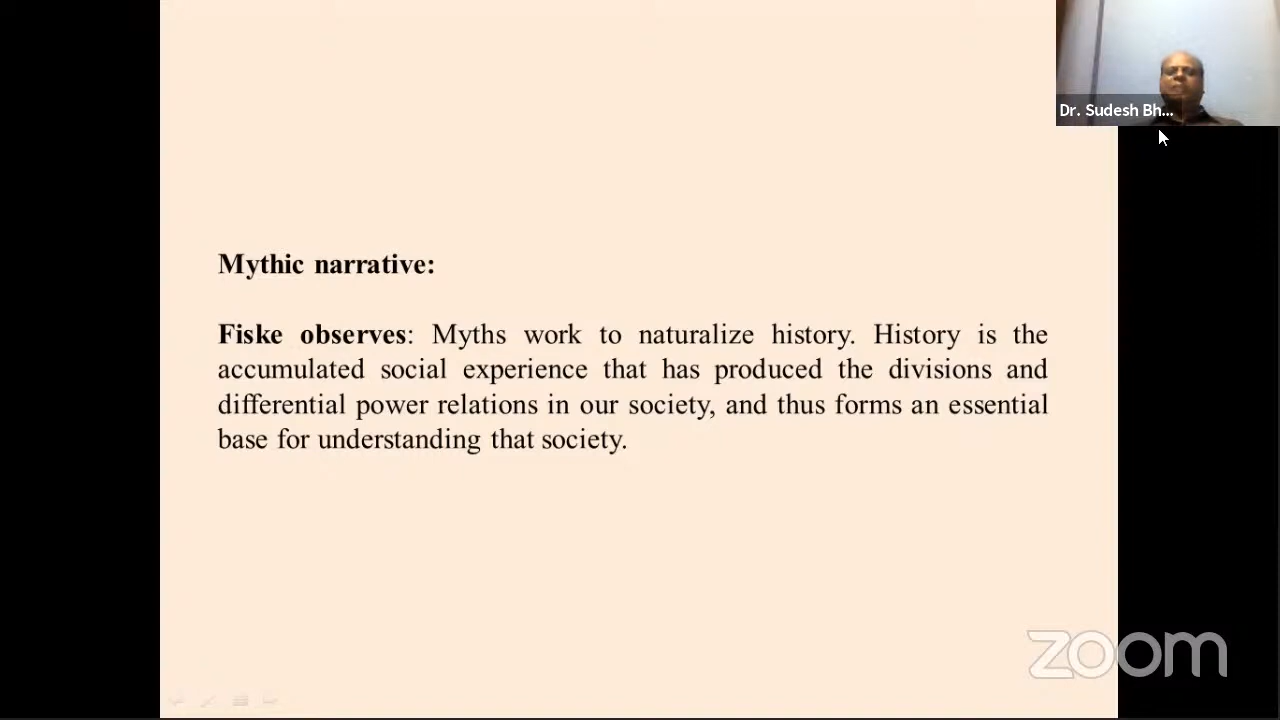 Dr. Sudesh Bh...
Mythic narrative:
Fiske observes: Myths work to naturalize history. History is the
accumulated social experience that has produced the divisions and
differential power relations in our society, and thus forms an essential
base for understanding that society.
zoom